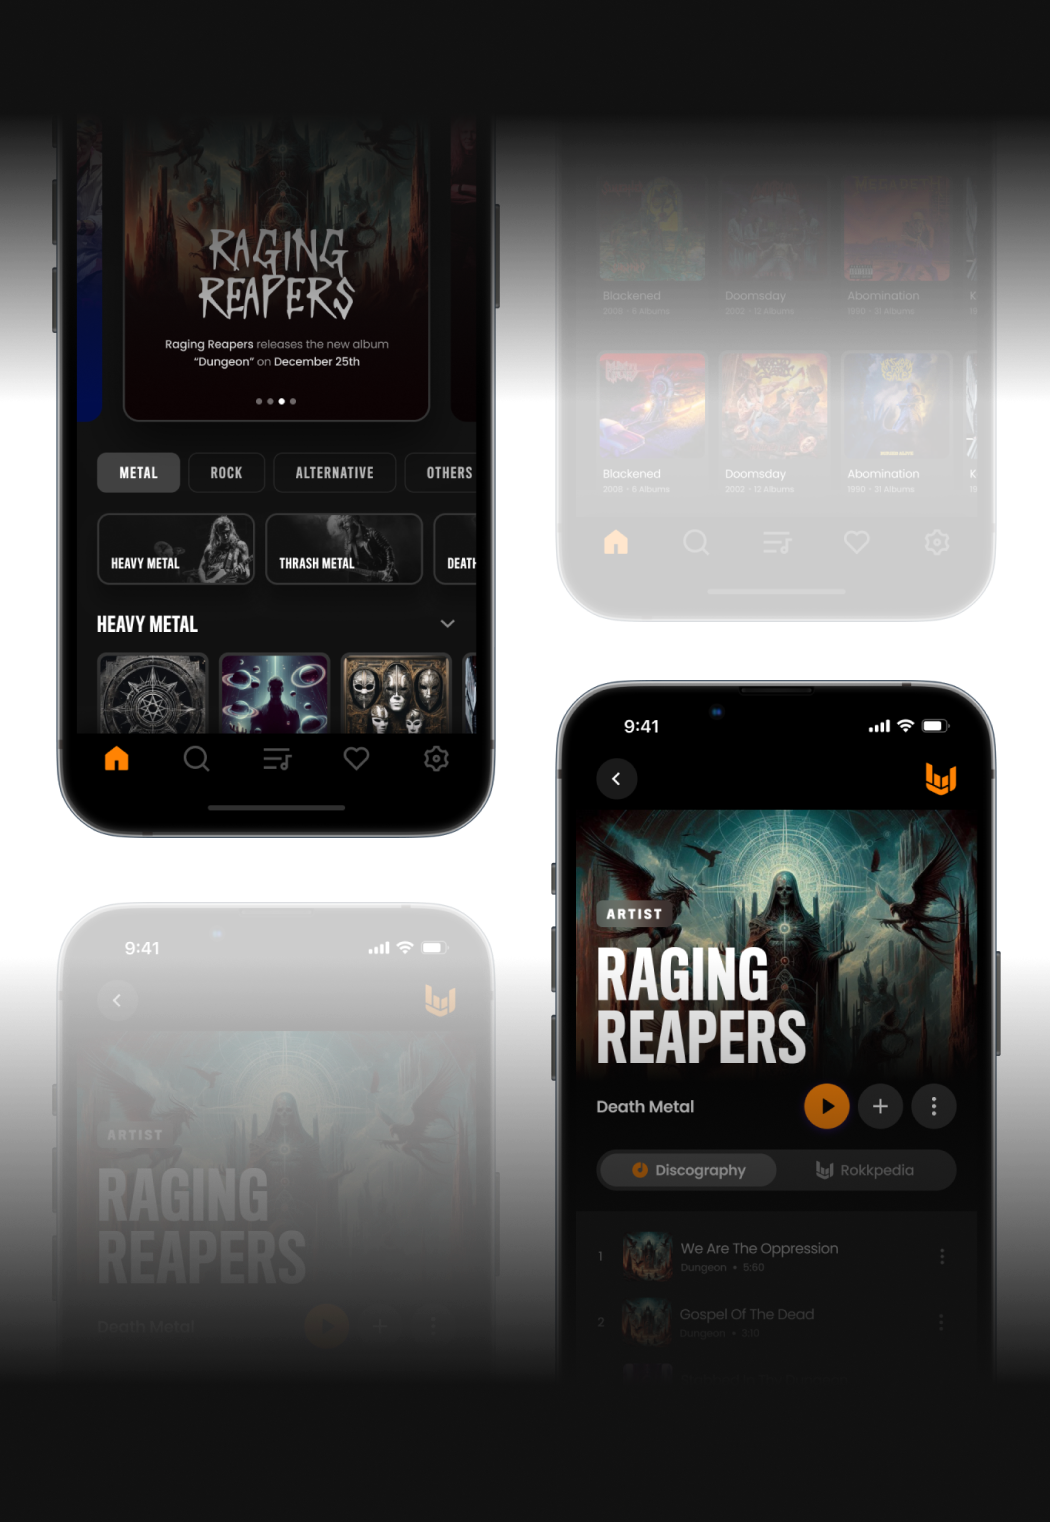 RAGING
REAPERS
Raging Reapers releases the new album
“Dungeon” on December 25th
METAL
ROCK
ALTERNATIVE
OTHERS
HEAVY METAL
THRASH METAL
DEATH
HEAVY METAL
Blackened
2008 - 6 Albums
Doomsday
2002 - 12 Albums
Abomination
1990 - 31 Albums
K
Blackened
2008 - 6 Albums
Doomsday
2002 - 12 Albums
Abomination
1990 - 31 Albums
K
9:41
ARTIST
RAGING
REAPERS
Death Metal
9:41
ARTIST
RAGING
REAPERS
Death Metal
Discography
Rokkpedia
1
We Are The Oppression
Dungeon • 5:60
2
Gospel Of The Dead
Dungeon • 3:10